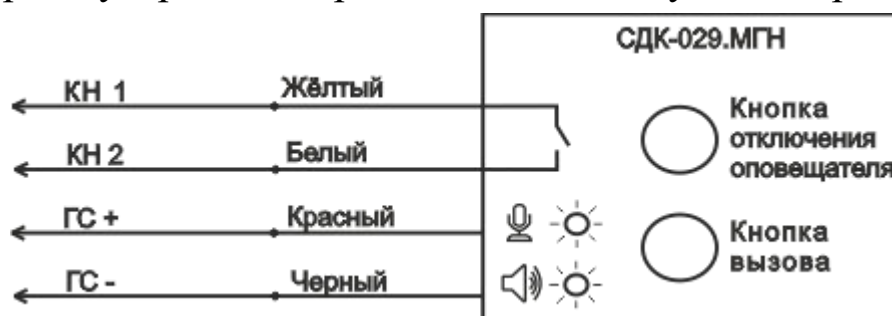 СДК-029.МГН
КН 1 Жёлтый
КН 2 Белый
ГС + Красный
ГС - Черный
Кнопка
отключения
оповещателя
Кнопка
вызова